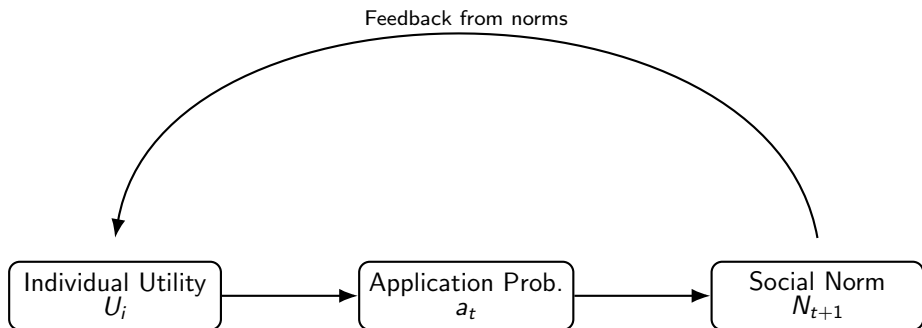 Feedback from norms
Individual Utility
U_i
Application Prob.
a_t
Social Norm
N_{t+1}